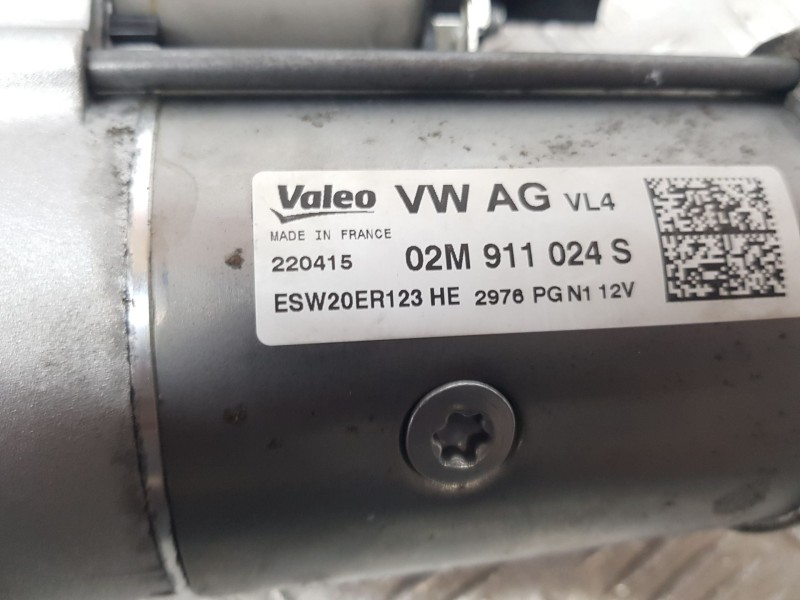 Valeo VW AG VL4
MADE IN FRANCE
220415 02M 911 024 S
ESW20ER123 HE 2976 PG N1 12V